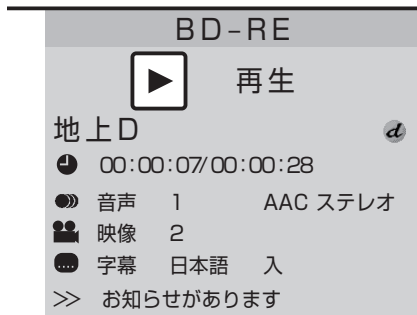 BD-RE
再生
地上D d
00:00:07/00:00:28
音声 1 AAC ステレオ
映像 2
字幕 日本語 入
>> お知らせがあります